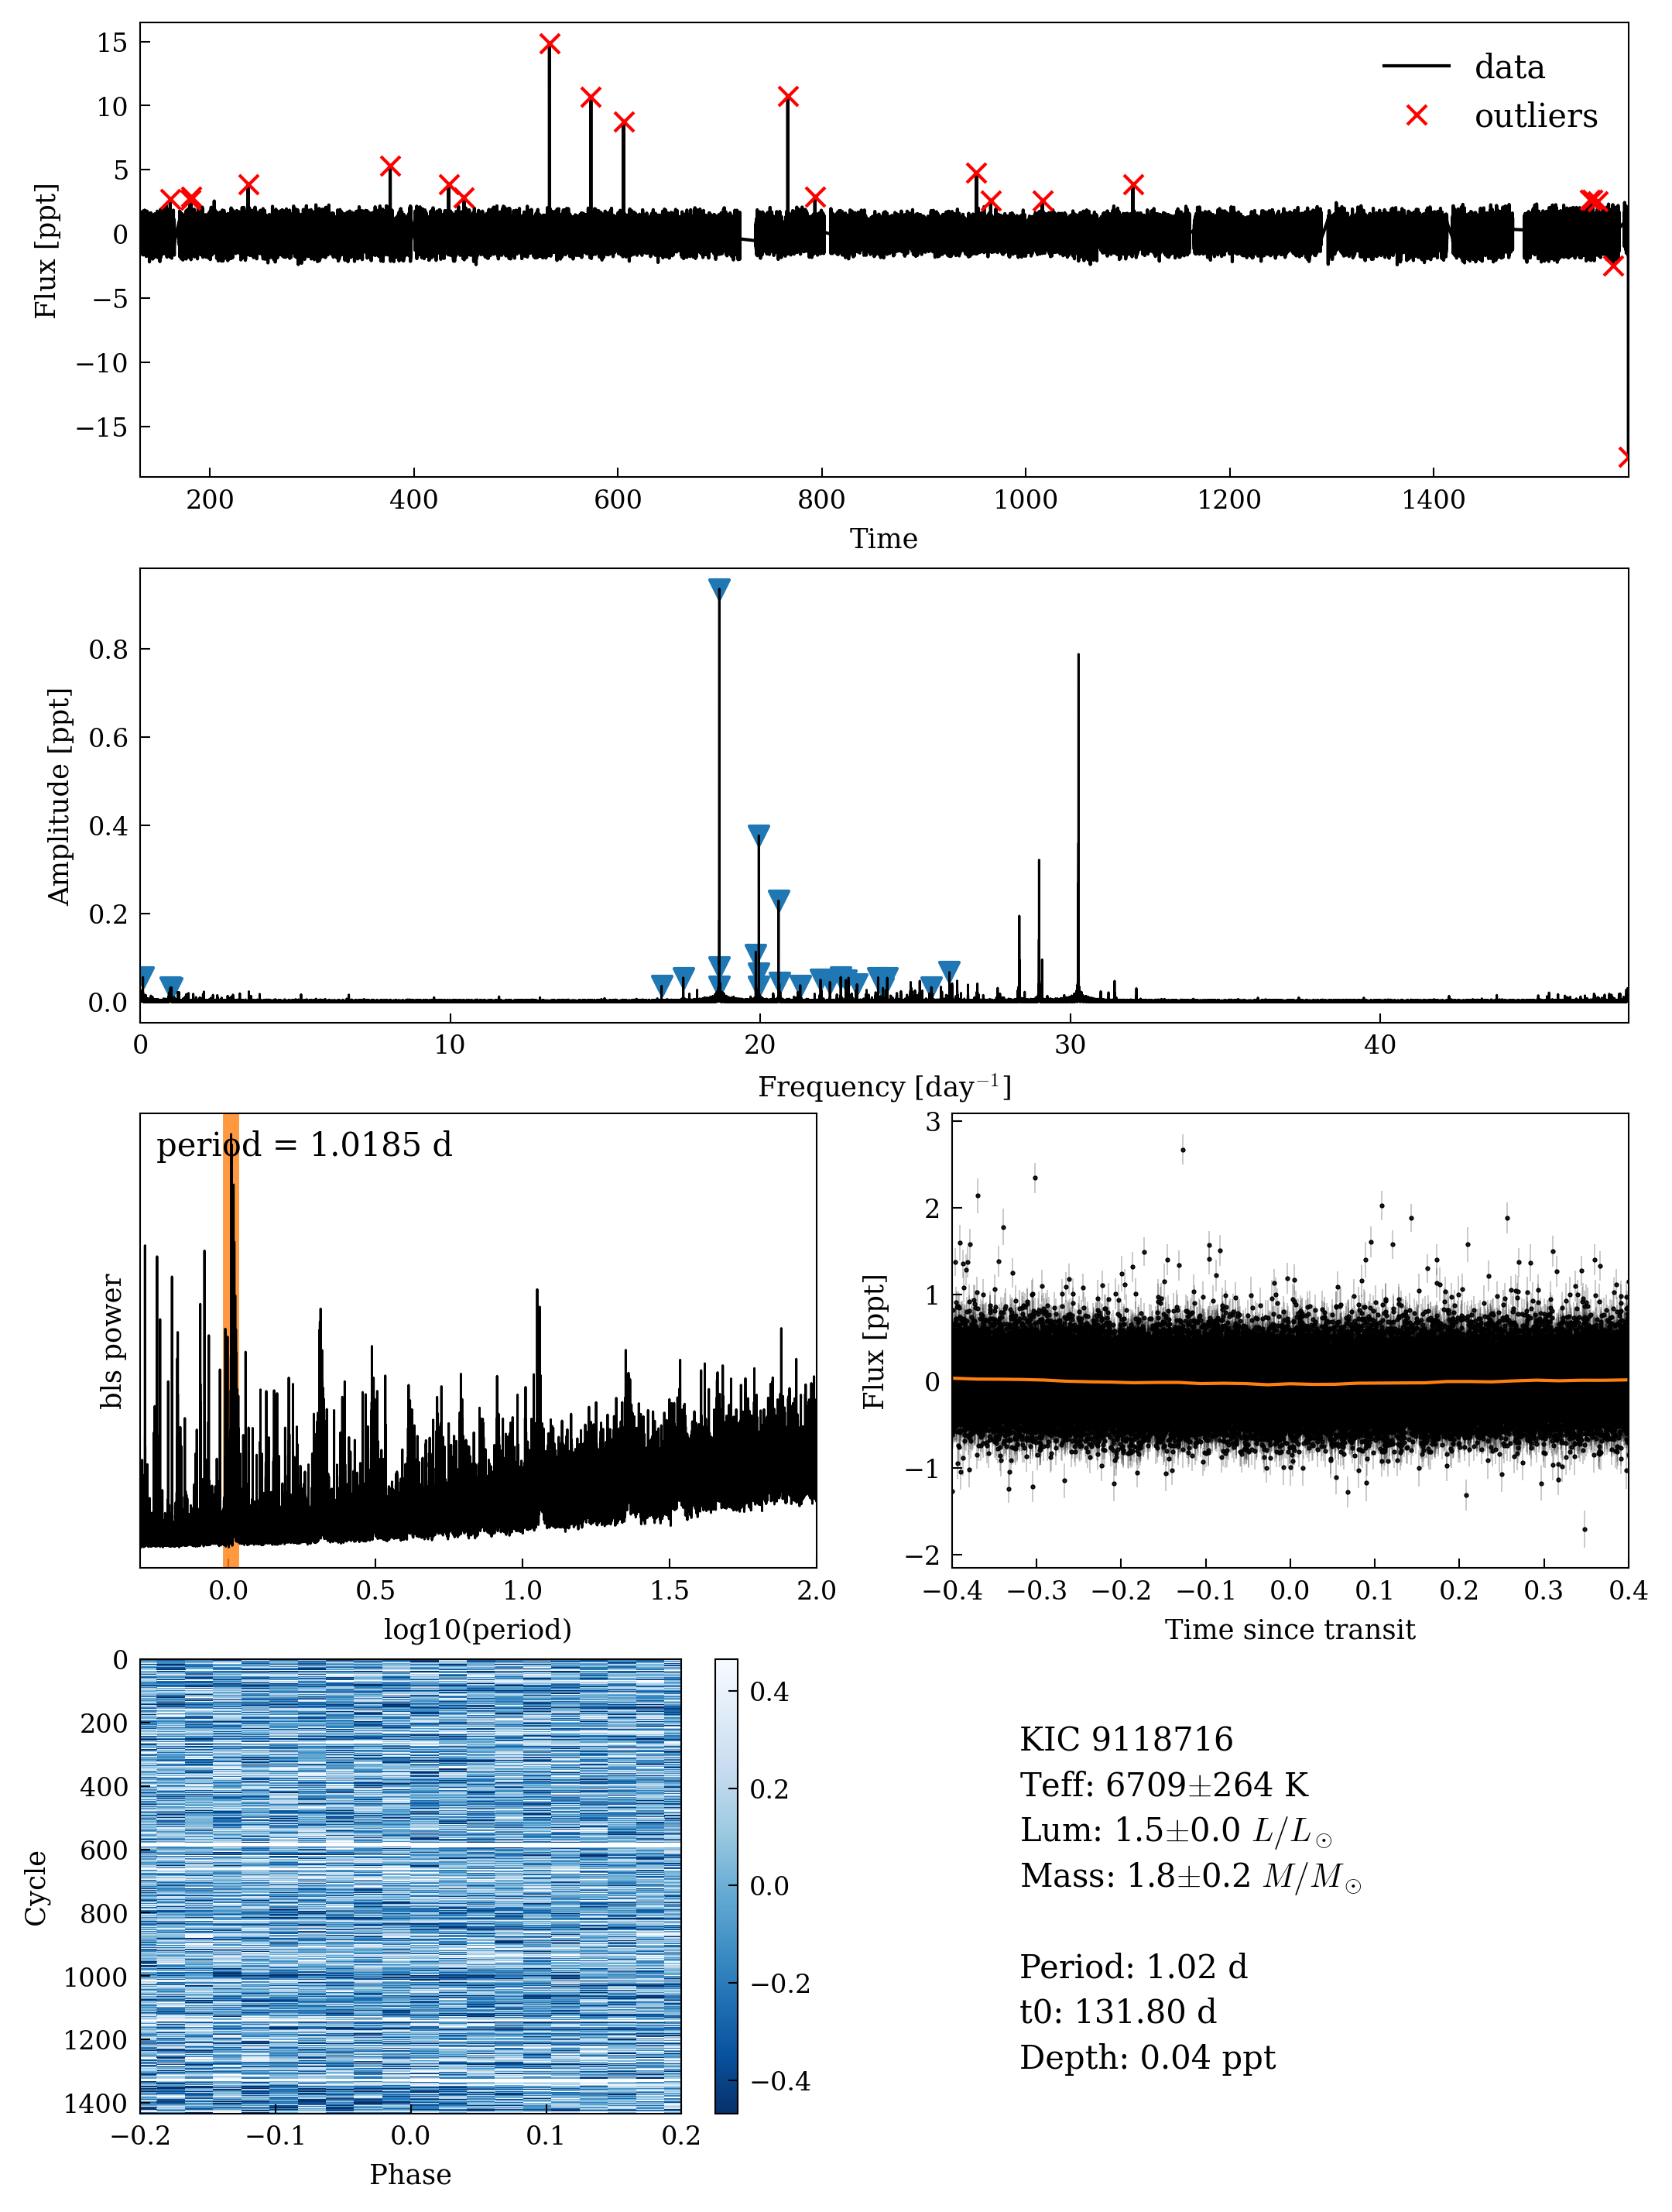 15
10
5
0
−5
−10
−15
Flux [ppt]
data
outliers
200 400 600 800 1000 1200 1400
Time
0.8
0.6
0.4
0.2
0.0
Amplitude [ppt]
0 10 20 30 40
Frequency [day⁻¹]
period = 1.0185 d
bls power
0.0 0.5 1.0 1.5 2.0
log10(period)
3
2
1
0
−1
−2
Flux [ppt]
−0.4 −0.3 −0.2 −0.1 0.0 0.1 0.2 0.3 0.4
Time since transit
0
200
400
600
800
1000
1200
1400
Cycle
−0.2 −0.1 0.0 0.1 0.2
Phase
0.4
0.2
0.0
−0.2
−0.4
KIC 9118716
Teff: 6709±264 K
Lum: 1.5±0.0 L/L☉
Mass: 1.8±0.2 M/M☉
Period: 1.02 d
t0: 131.80 d
Depth: 0.04 ppt